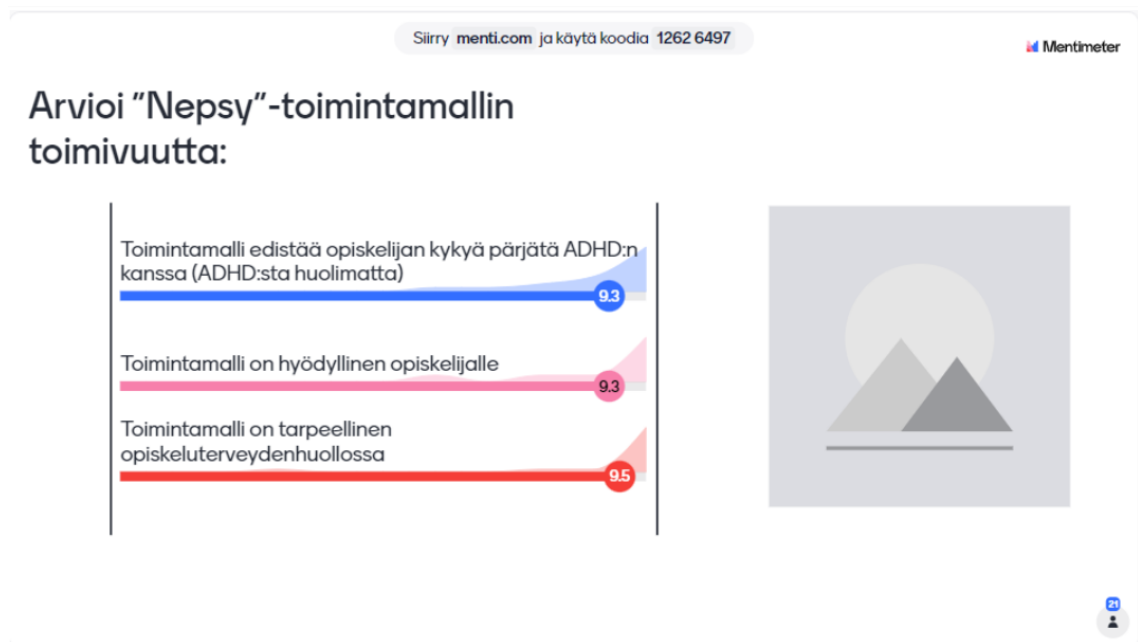 Siirry menti.com ja käytä koodia 1262 6497
Mentimeter
Arvioi ”Nepsy”-toimintamallin
toimivuutta:
Toimintamalli edistää opiskelijan kykyä pärjätä ADHD:n
kanssa (ADHD:sta huolimatta)
9.3
Toimintamalli on hyödyllinen opiskelijalle
9.3
Toimintamalli on tarpeellinen
opiskeluterveydenhuollossa
9.5
21